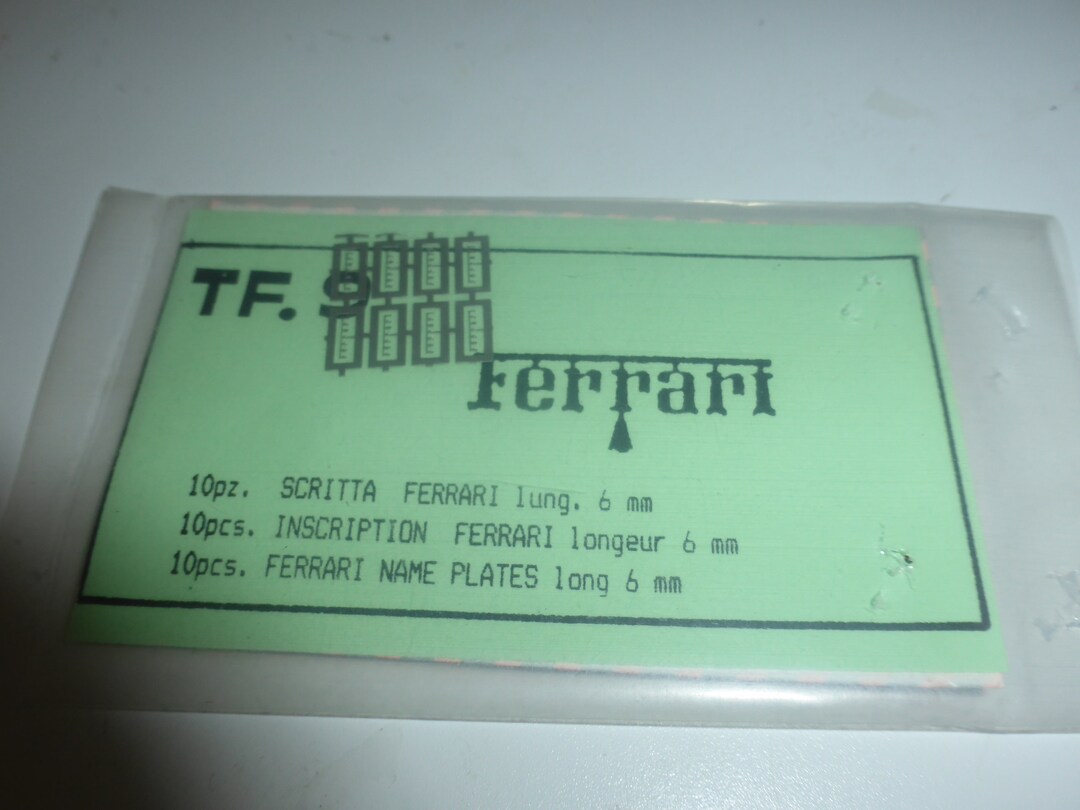 TF. 9
Ferrari
10pz. SCRITTA FERRARI lung. 6 mm
10pcs. INSCRIPTION FERRARI longeur 6 mm
10pcs. FERRARI NAME PLATES long 6 mm